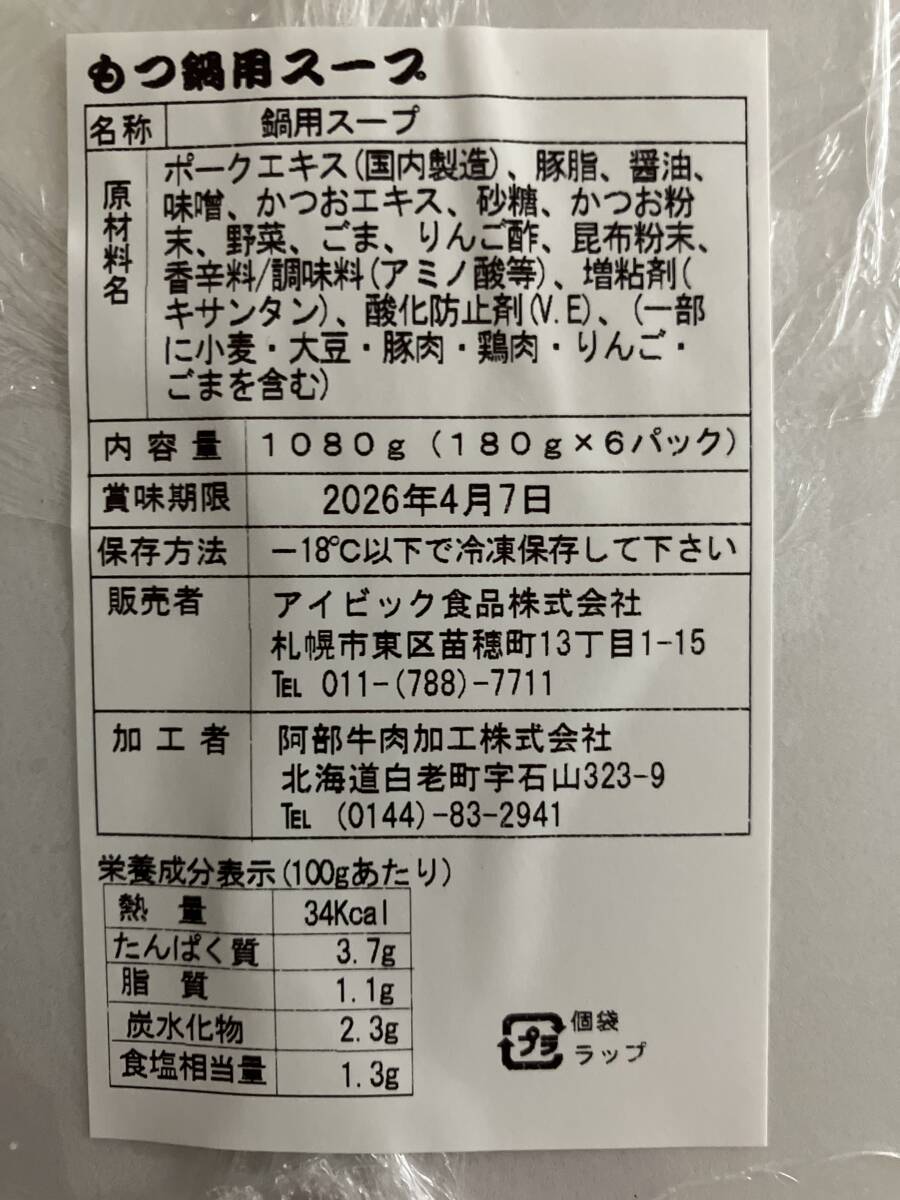 もつ鍋用スープ
名称 鍋用スープ
原材料名
ポークエキス(国内製造)、豚脂、醤油、
味噌、かつおエキス、砂糖、かつお粉
末、野菜、ごま、りんご酢、昆布粉末、
香辛料/調味料(アミノ酸等)、増粘剤(
キサンタン)、酸化防止剤(V.E)、(一部
に小麦・大豆・豚肉・鶏肉・りんご・
ごまを含む)
内容量 1080g(180g×6パック)
賞味期限 2026年4月7日
保存方法 -18℃以下で冷凍保存して下さい
販売者 アイビック食品株式会社
札幌市東区苗穂町13丁目1-15
℡ 011-(788)-7711
加工者 阿部牛肉加工株式会社
北海道白老町字石山323-9
℡ (0144)-83-2941
栄養成分表示(100gあたり)
熱量 34Kcal
たんぱく質 3.7g
脂質 1.1g
炭水化物 2.3g
食塩相当量 1.3g
プラ 個袋
ラップ